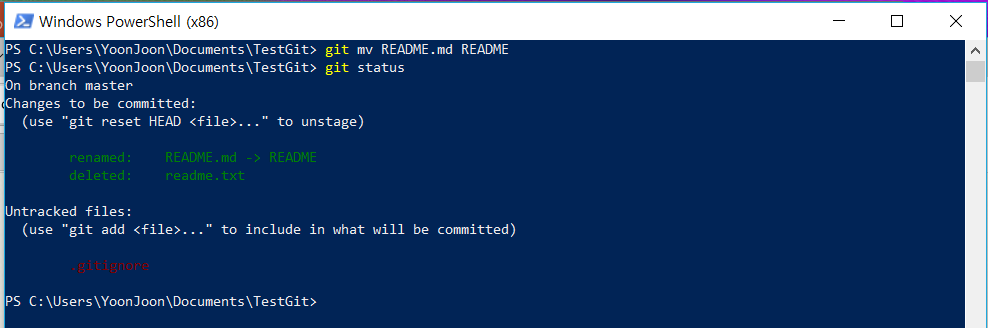 Windows PowerShell (x86)
PS C:\Users\YoonJoon\Documents\TestGit> git mv README.md README
PS C:\Users\YoonJoon\Documents\TestGit> git status
On branch master
Changes to be committed:
  (use "git reset HEAD <file>..." to unstage)
        renamed:    README.md -> README
        deleted:    readme.txt
Untracked files:
  (use "git add <file>..." to include in what will be committed)
        .gitignore
PS C:\Users\YoonJoon\Documents\TestGit>